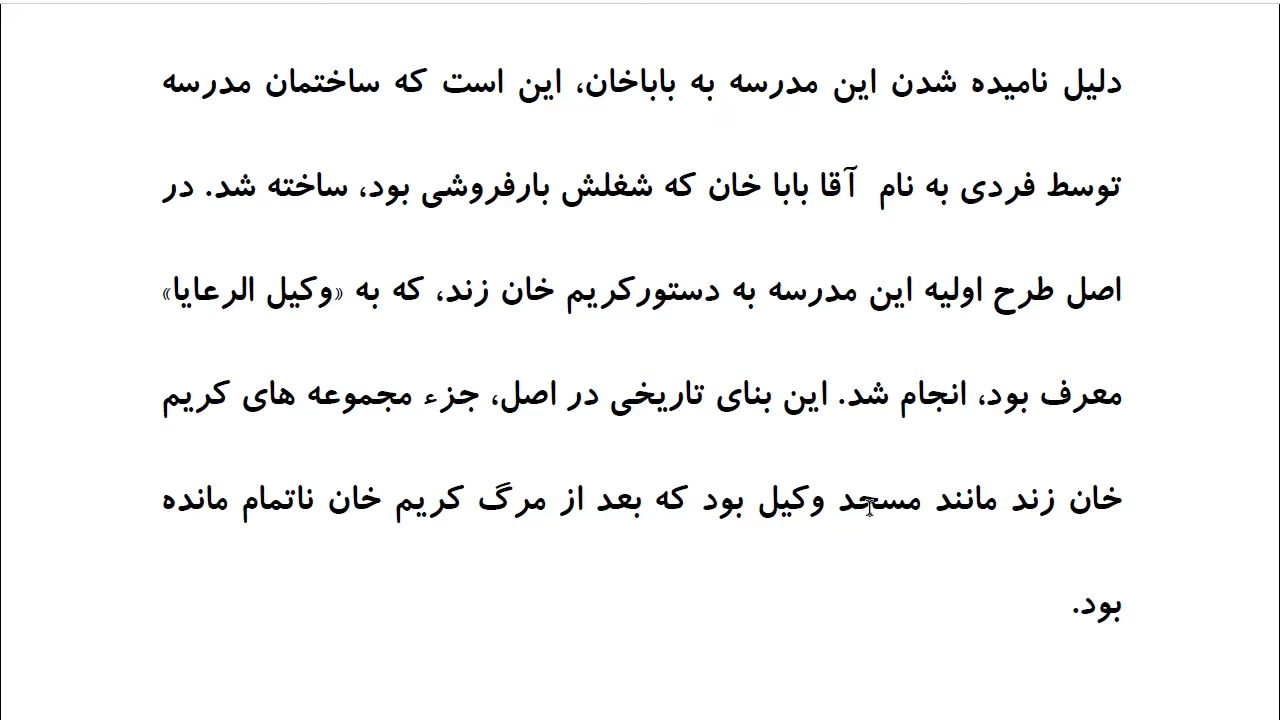 دلیل نامیده شدن این مدرسه به باباخان، این است که ساختمان مدرسه
توسط فردی به نام آقا بابا خان که شغلش بارفروشی بود، ساخته شد. در
اصل طرح اولیه این مدرسه به دستورکریم خان زند، که به «وکیل الرعایا»
معرف بود، انجام شد. این بنای تاریخی در اصل، جزء مجموعه های کریم
خان زند مانند مسجد وکیل بود که بعد از مرگ کریم خان ناتمام مانده
بود.